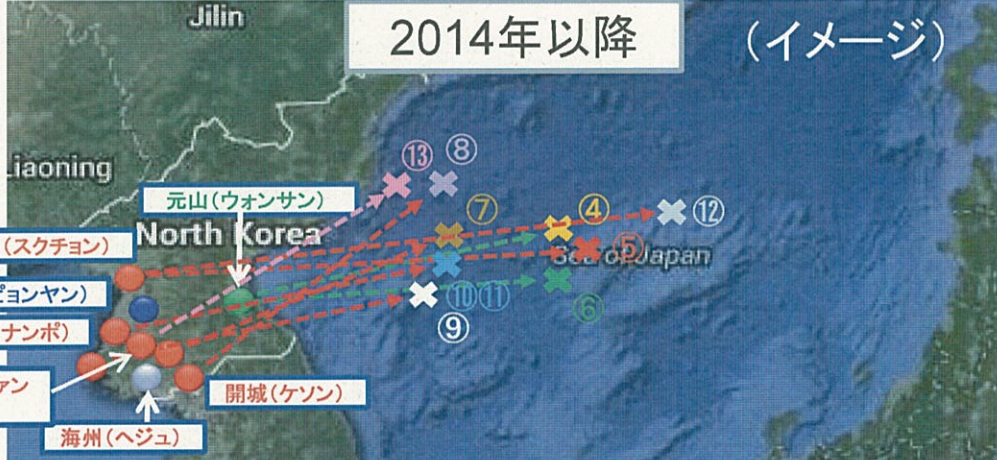 Jilin
2014年以降
(イメージ)
Liaoning
⑬
⑧
元山(ウォンサン)
⑦
④
⑫
North Korea
(スクチョン)
⑤
Sea of Japan
ピョンヤン)
⑩⑪
⑥
ナンポ)
⑨
アン
開城(ケソン)
海州(ヘジュ)